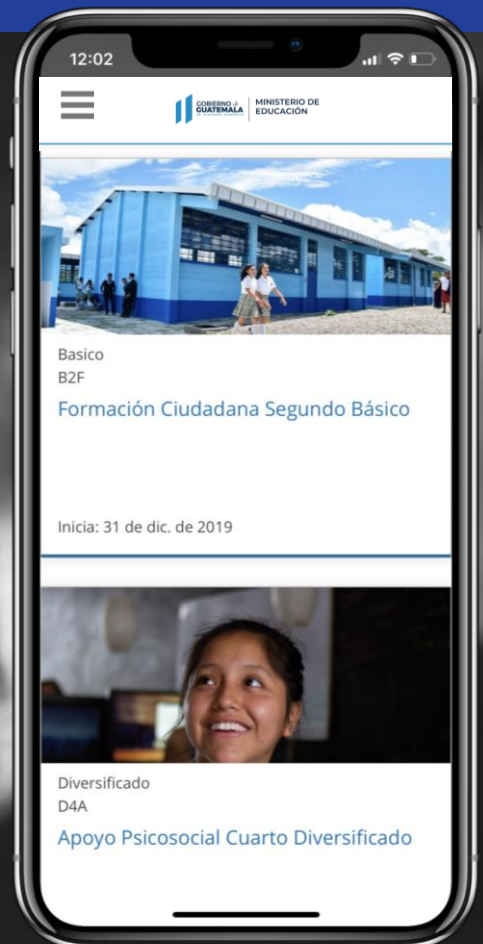 12:02
GOBIERNO de
GUATEMALA
MINISTERIO DE
EDUCACIÓN
Basico
B2F
Formación Ciudadana Segundo Básico
Inicia: 31 de dic. de 2019
Diversificado
D4A
Apoyo Psicosocial Cuarto Diversificado